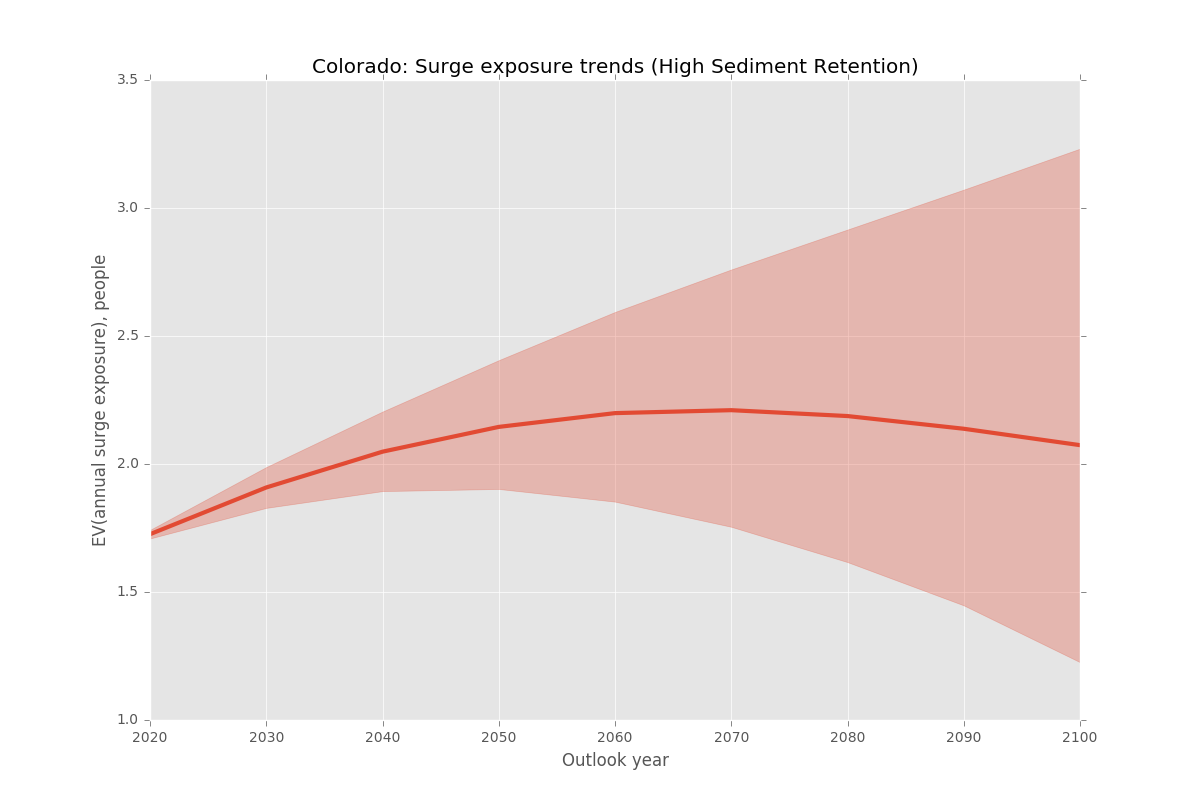 Colorado: Surge exposure trends (High Sediment Retention)
3.5
3.0
2.5
2.0
1.5
1.0
EV(annual surge exposure), people
2020 2030 2040 2050 2060 2070 2080 2090 2100
Outlook year